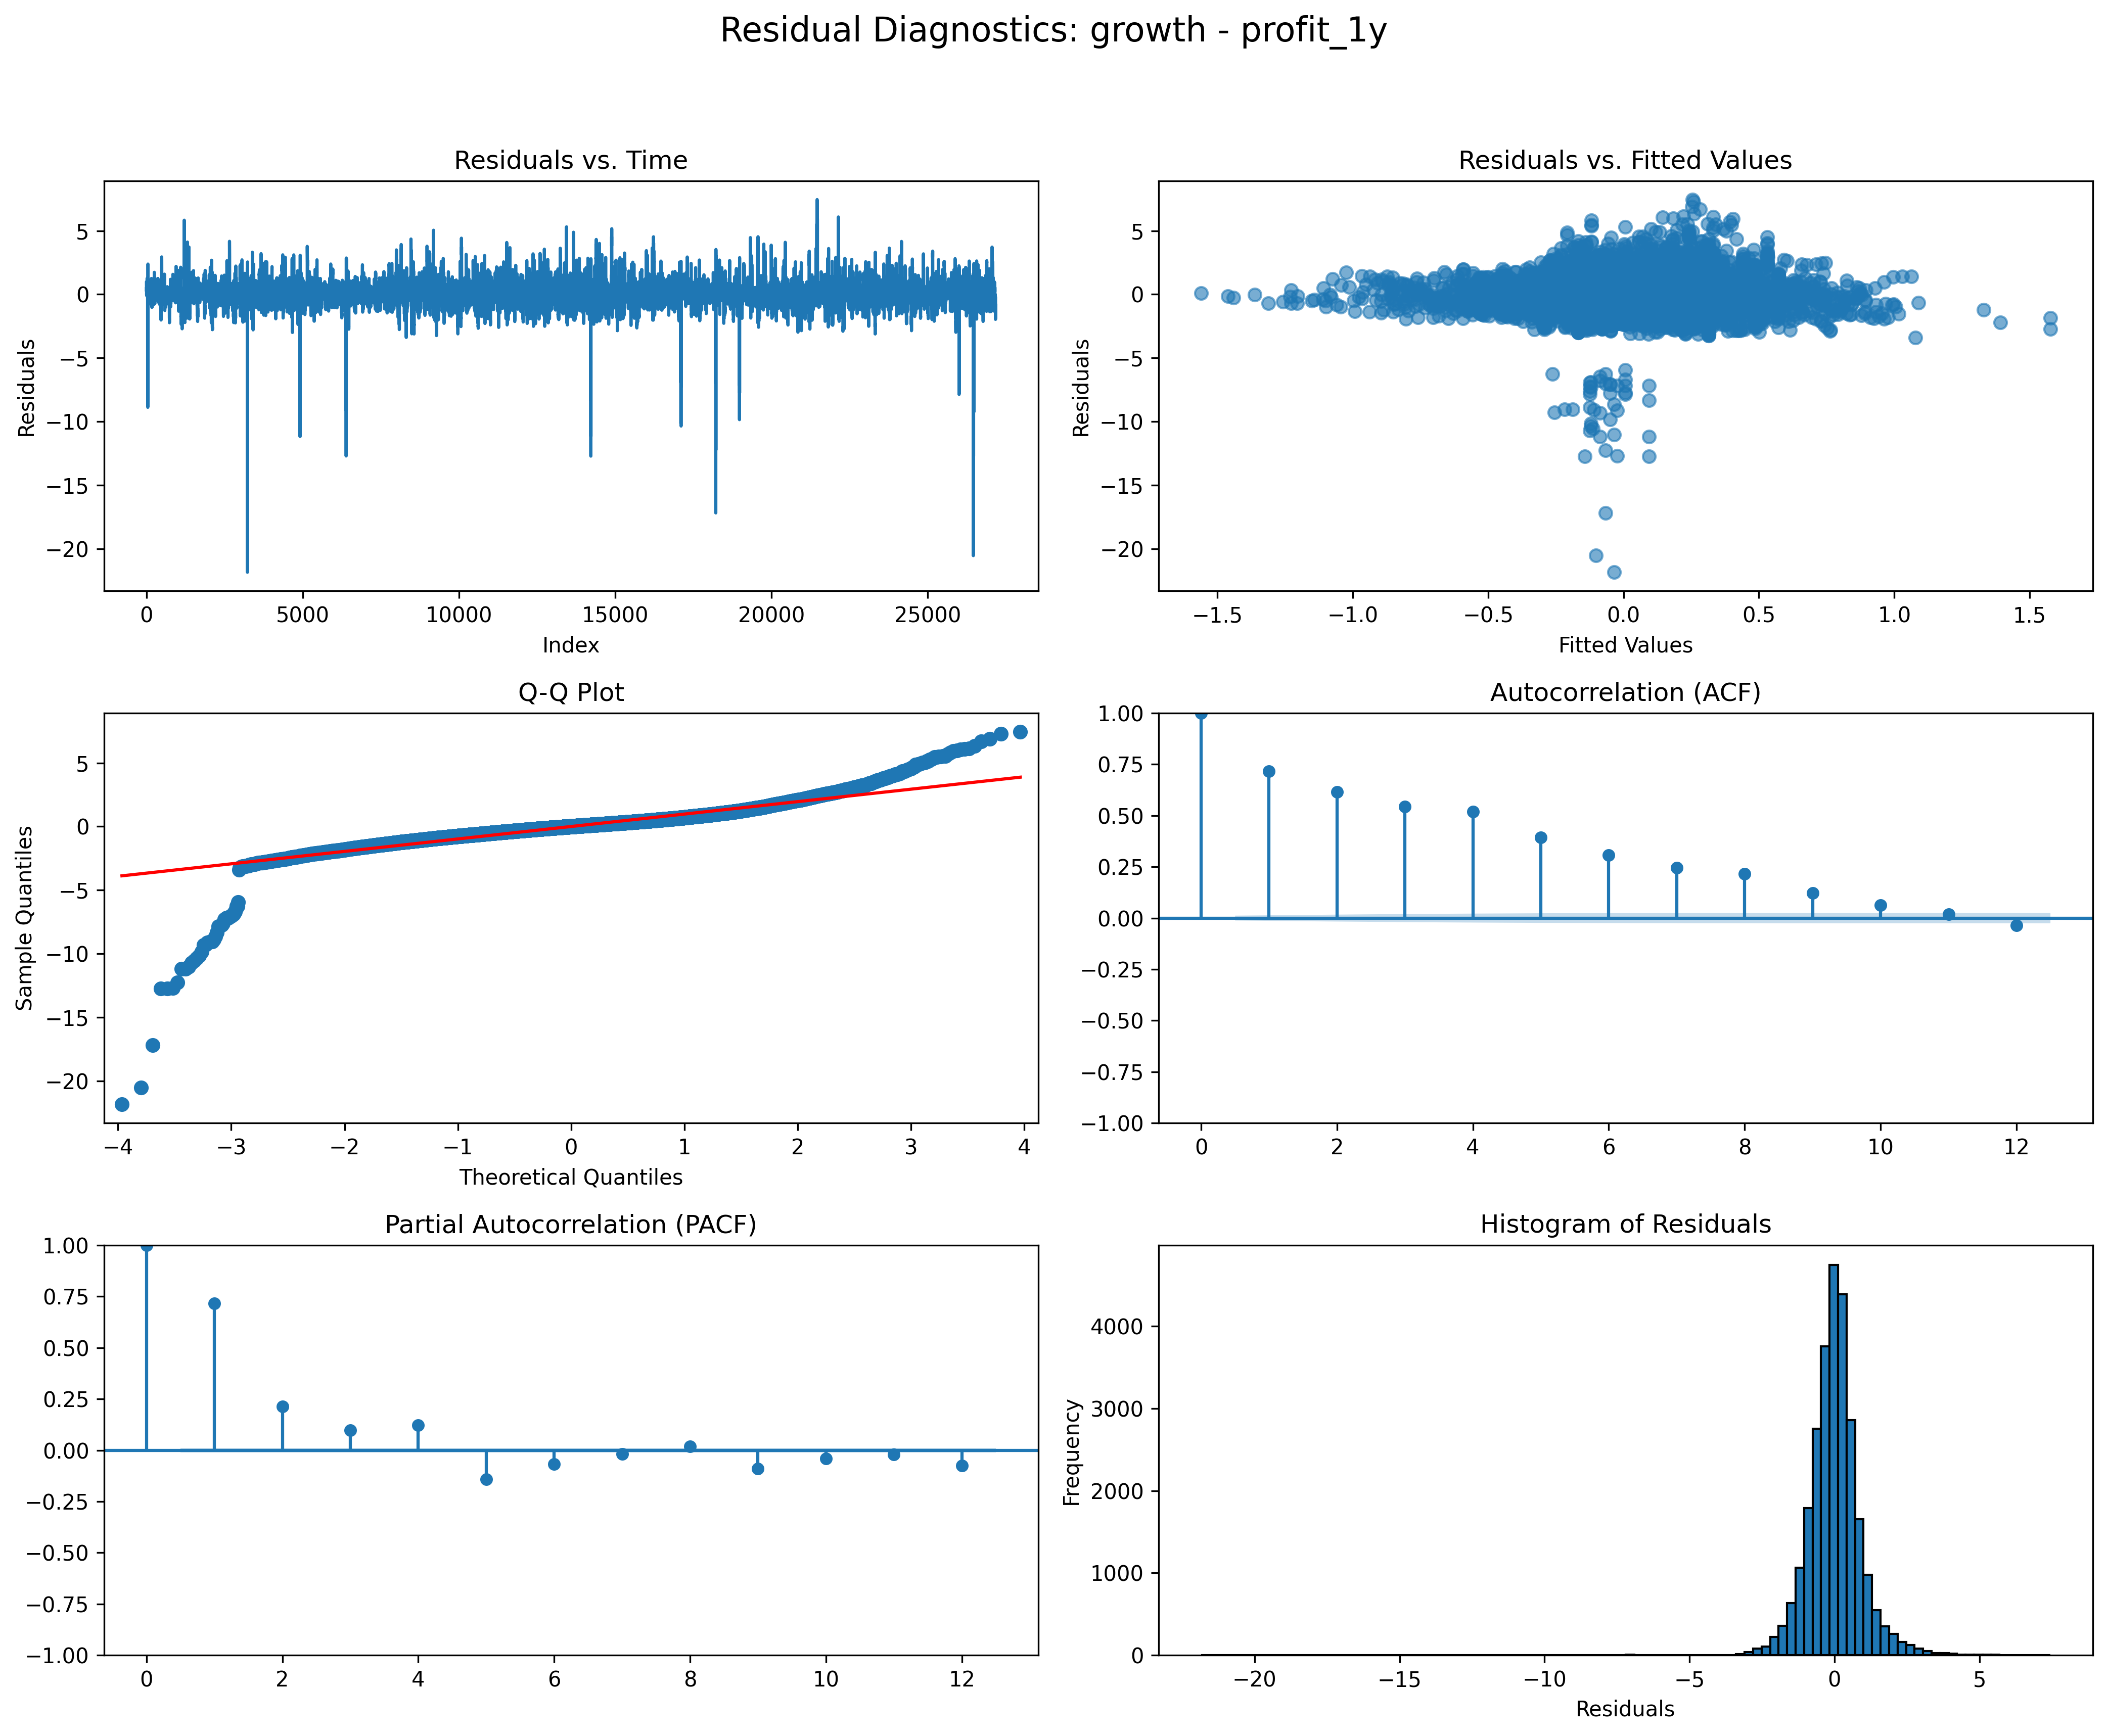 Residual Diagnostics: growth - profit_1y
Residuals vs. Time
Residuals
5
0
−5
−10
−15
−20
0 5000 10000 15000 20000 25000
Index
Residuals vs. Fitted Values
Residuals
5
0
−5
−10
−15
−20
−1.5 −1.0 −0.5 0.0 0.5 1.0 1.5
Fitted Values
Q-Q Plot
Sample Quantiles
5
0
−5
−10
−15
−20
−4 −3 −2 −1 0 1 2 3 4
Theoretical Quantiles
Autocorrelation (ACF)
1.00
0.75
0.50
0.25
0.00
−0.25
−0.50
−0.75
−1.00
0 2 4 6 8 10 12
Partial Autocorrelation (PACF)
1.00
0.75
0.50
0.25
0.00
−0.25
−0.50
−0.75
−1.00
0 2 4 6 8 10 12
Histogram of Residuals
Frequency
4000
3000
2000
1000
0
−20 −15 −10 −5 0 5
Residuals